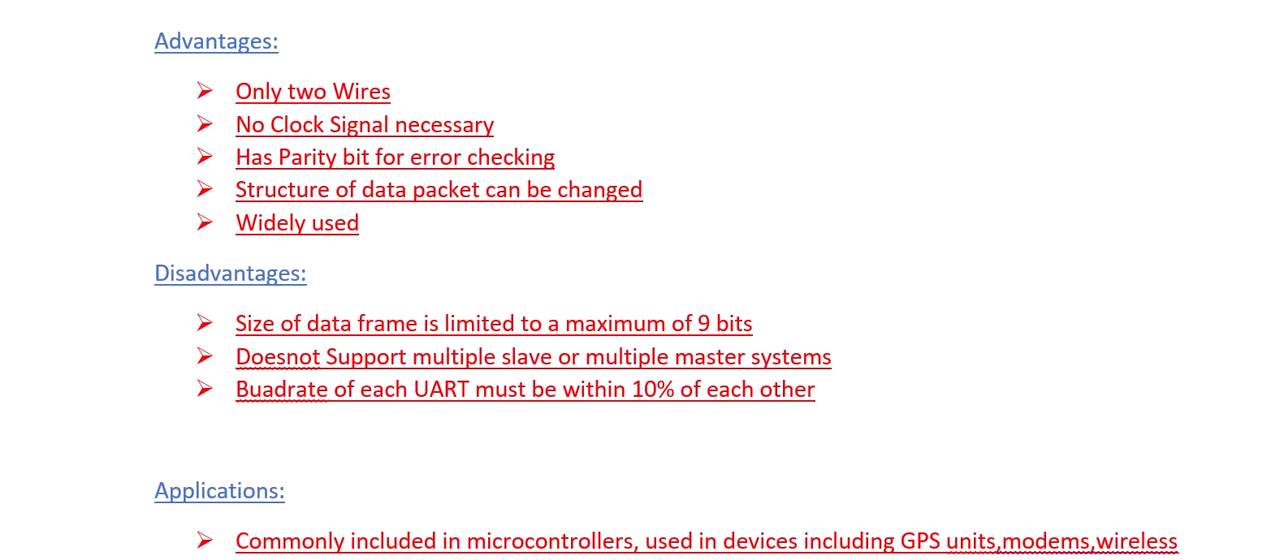 Advantages:
Only two Wires
No Clock Signal necessary
Has Parity bit for error checking
Structure of data packet can be changed
Widely used
Disadvantages:
Size of data frame is limited to a maximum of 9 bits
Doesnot Support multiple slave or multiple master systems
Buadrate of each UART must be within 10% of each other
Applications:
Commonly included in microcontrollers, used in devices including GPS units,modems,wireless